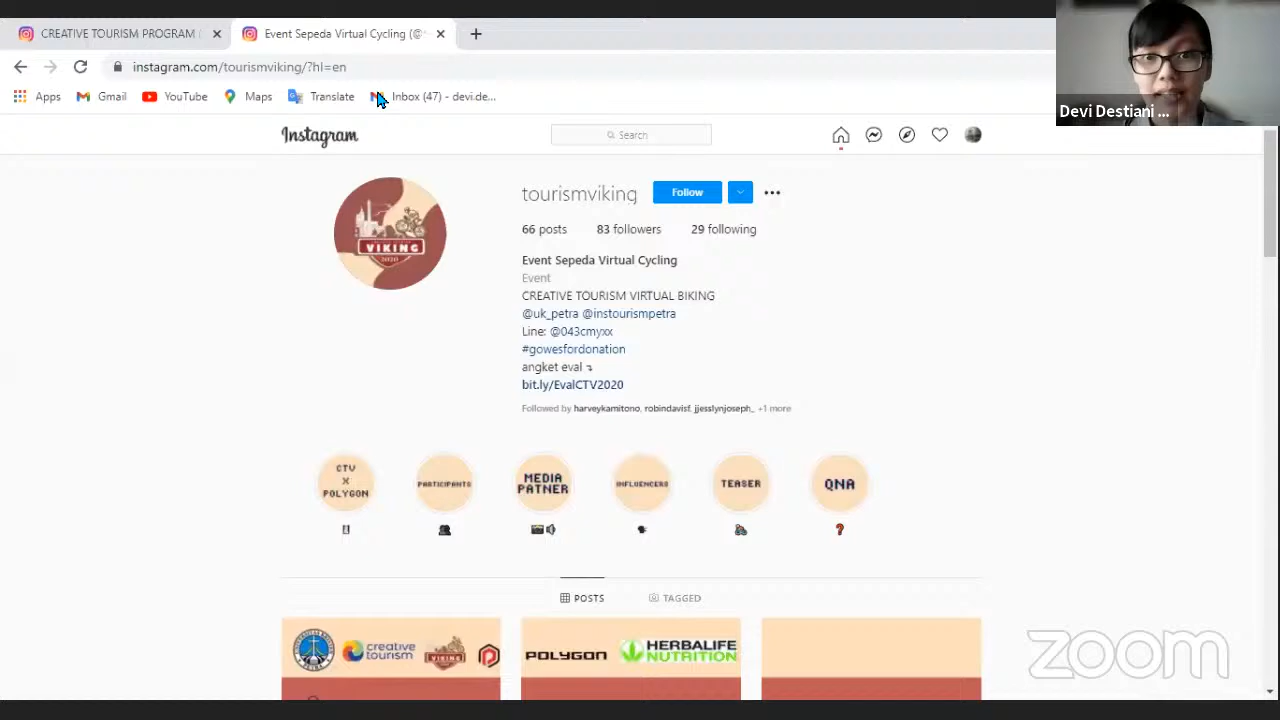 CREATIVE TOURISM PROGRAM (
Event Sepeda Virtual Cycling (@
instagram.com/tourismviking/?hl=en
Apps Gmail YouTube Maps Translate Inbox (47) - devi.de...
Devi Destiani ...
Instagram
Search
tourismviking Follow
66 posts 83 followers 29 following
Event Sepeda Virtual Cycling
Event
CREATIVE TOURISM VIRTUAL BIKING
@uk_petra @instourismpetra
Line: @043cmyxx
#gowesfordonation
angket eval
bit.ly/EvalCTV2020
Followed by harveykamitono, robindavisf, jjesslynjoseph_ +1 more
VIKING
2020
CTV
X
POLYGON
PARTICIPANTS
MEDIA
PATNER
INFLUENCERS
TEASER
QNA
POSTS TAGGED
creative
tourism
VIKING
POLYGON
HERBALIFE
NUTRITION
zoom